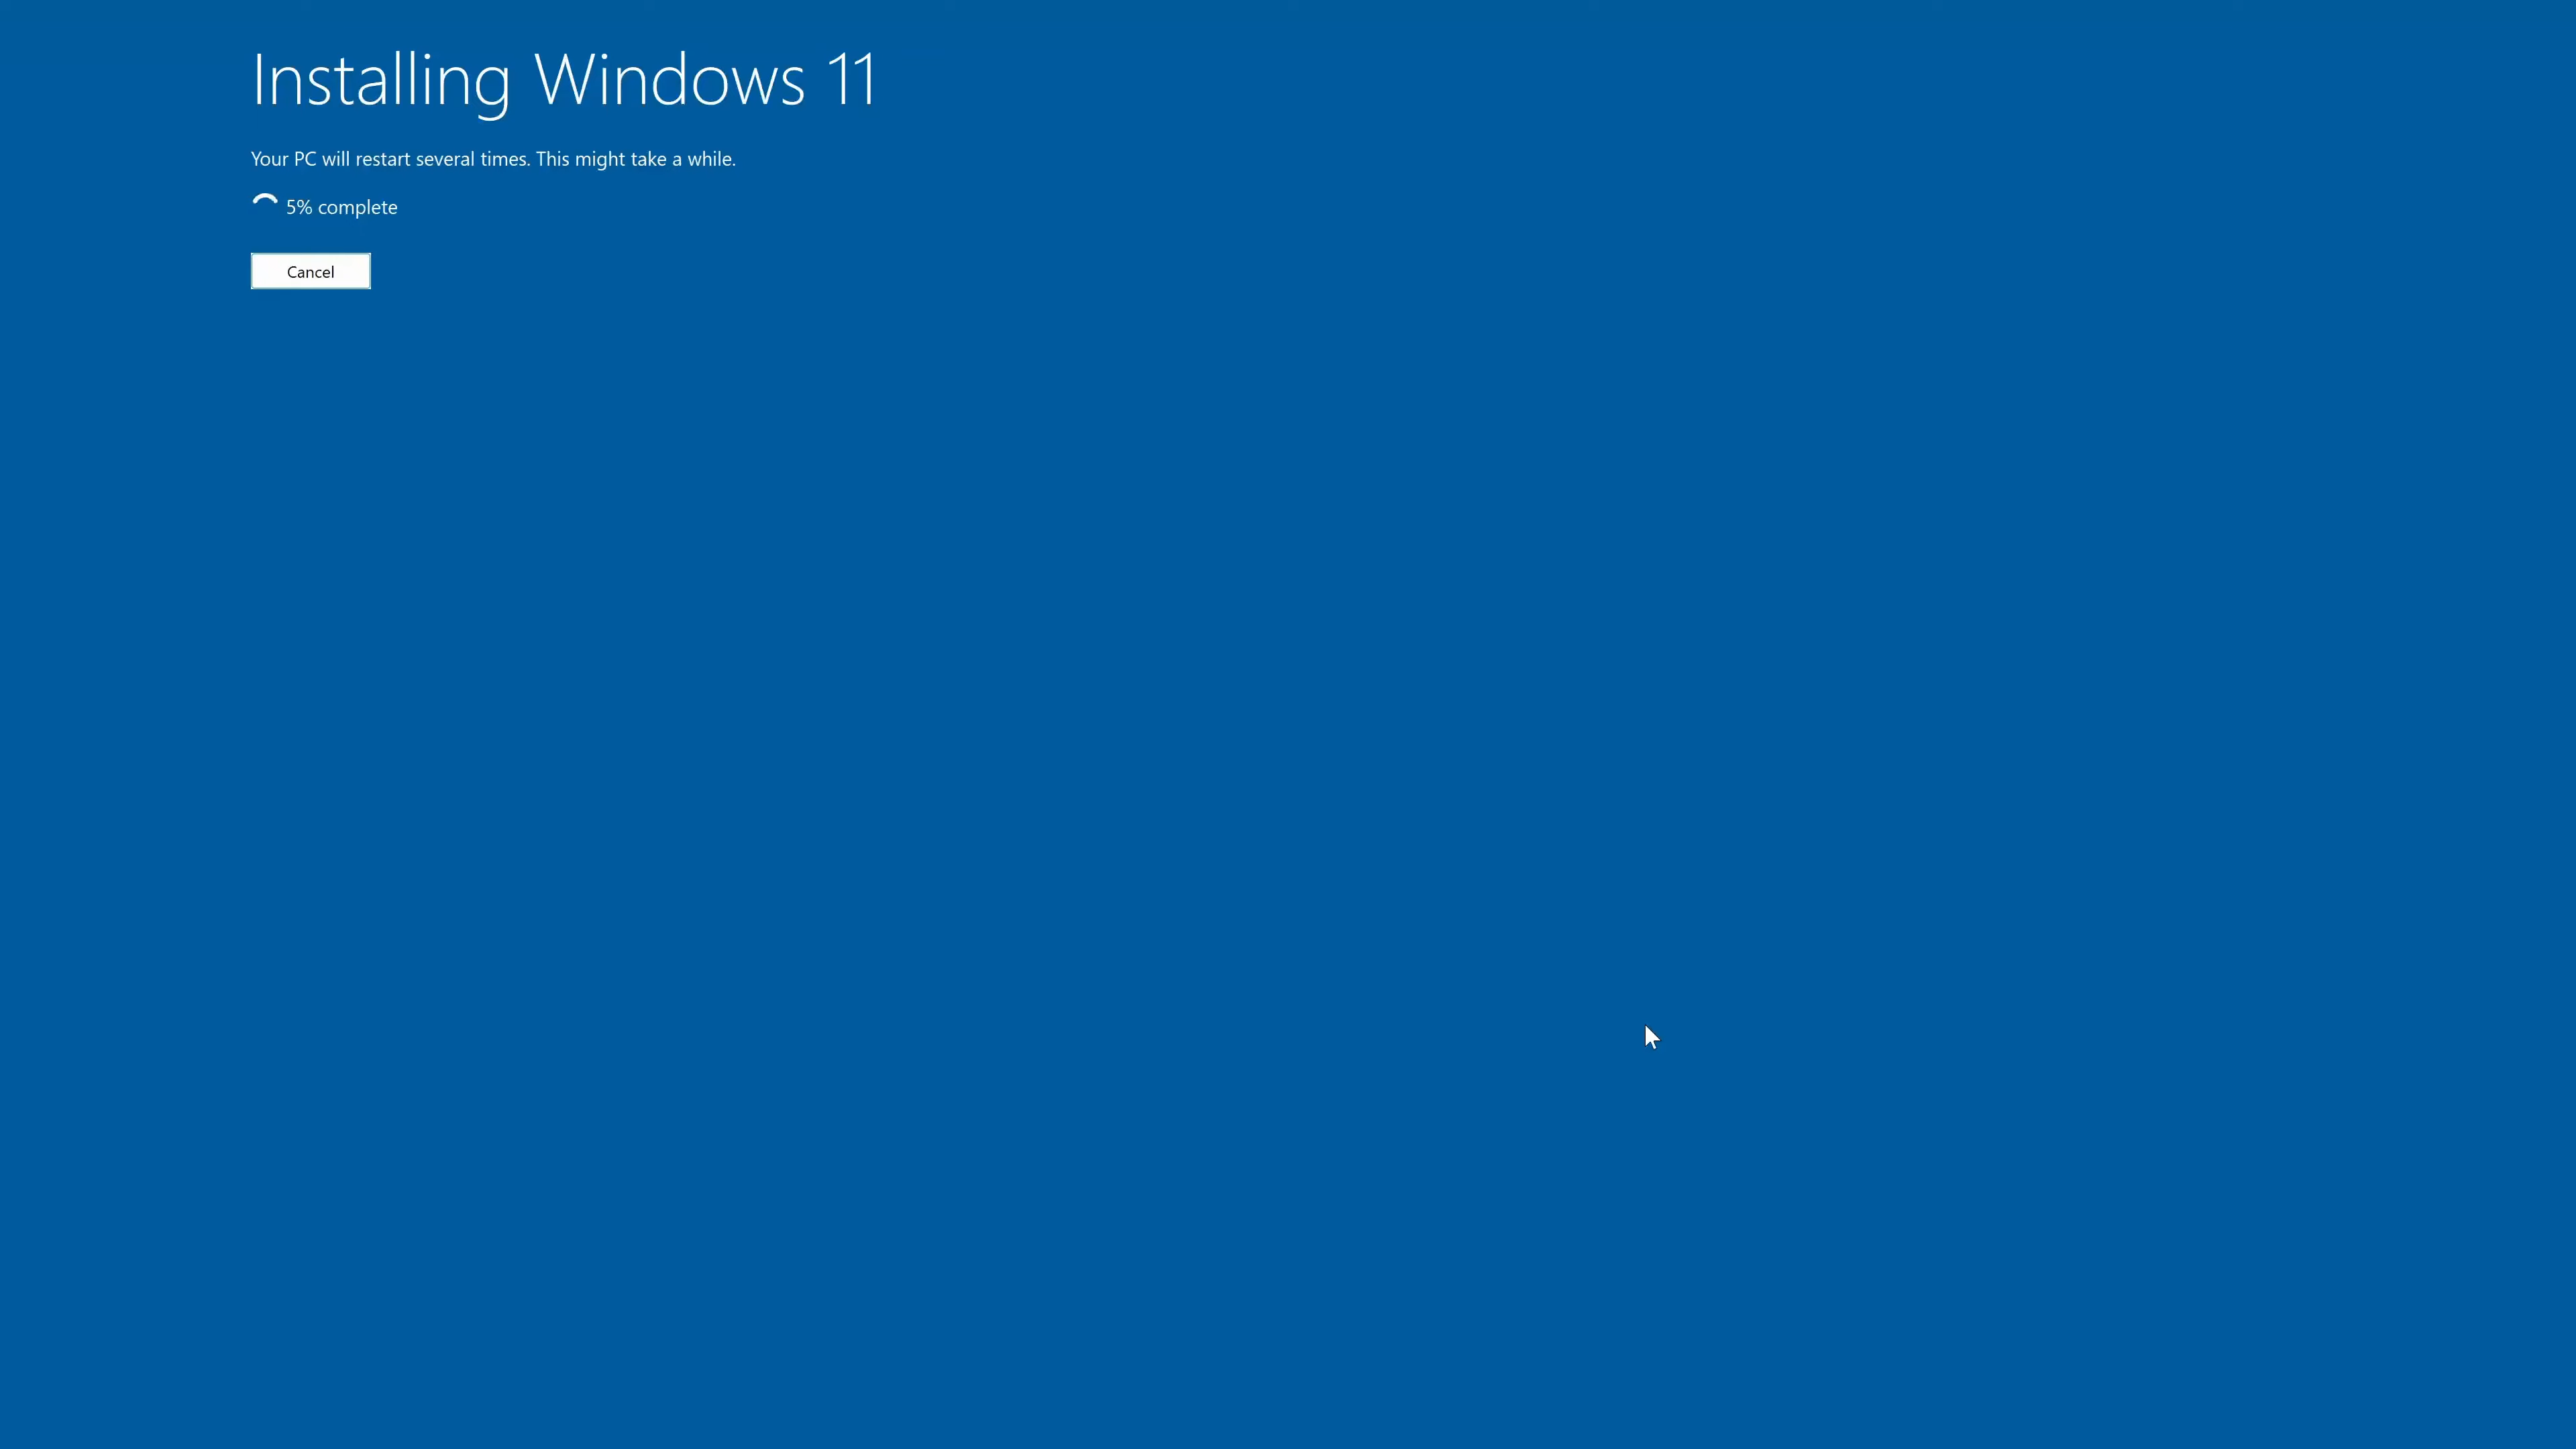 Installing Windows 11
Your PC will restart several times. This might take a while.
5% complete
Cancel